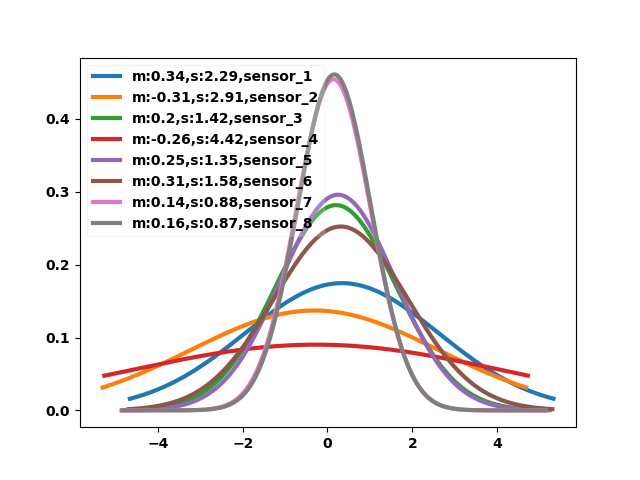 m:0.34,s:2.29,sensor_1
m:-0.31,s:2.91,sensor_2
m:0.2,s:1.42,sensor_3
m:-0.26,s:4.42,sensor_4
m:0.25,s:1.35,sensor_5
m:0.31,s:1.58,sensor_6
m:0.14,s:0.88,sensor_7
m:0.16,s:0.87,sensor_8
0.4
0.3
0.2
0.1
0.0
−4 −2 0 2 4